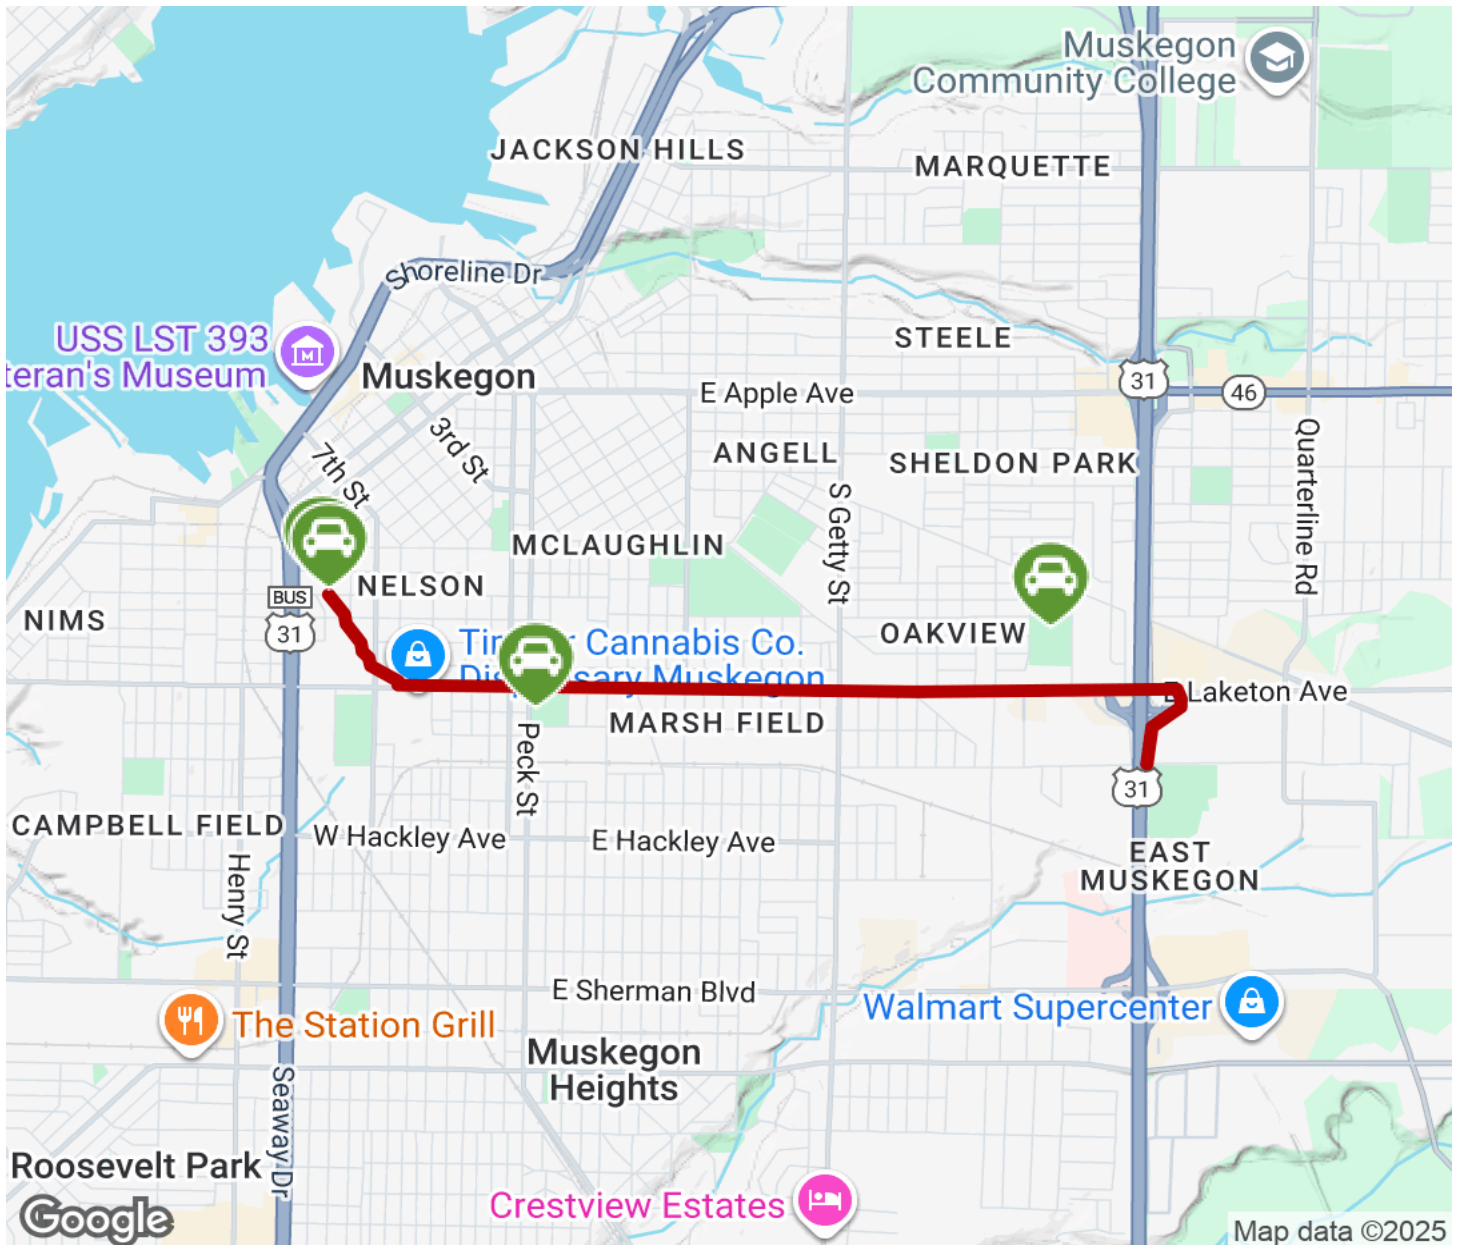 Muskegon
Community College
JACKSON HILLS
MARQUETTE
Shoreline Dr
USS LST 393
teran's Museum
STEELE
Muskegon
31
46
E Apple Ave
3rd St
7th St
ANGELL
SHELDON PARK
Quarterline Rd
S Getty St
MCLAUGHLIN
NELSON
BUS
31
NIMS
OAKVIEW
Cannabis Co.
Muskegon
E Laketon Ave
MARSH FIELD
Peck St
31
CAMPBELL FIELD
W Hackley Ave
E Hackley Ave
EAST
MUSKEGON
Henry St
E Sherman Blvd
Walmart Supercenter
The Station Grill
Muskegon
Heights
Seaway Dr
Roosevelt Park
Crestview Estates
Google
Map data ©2025